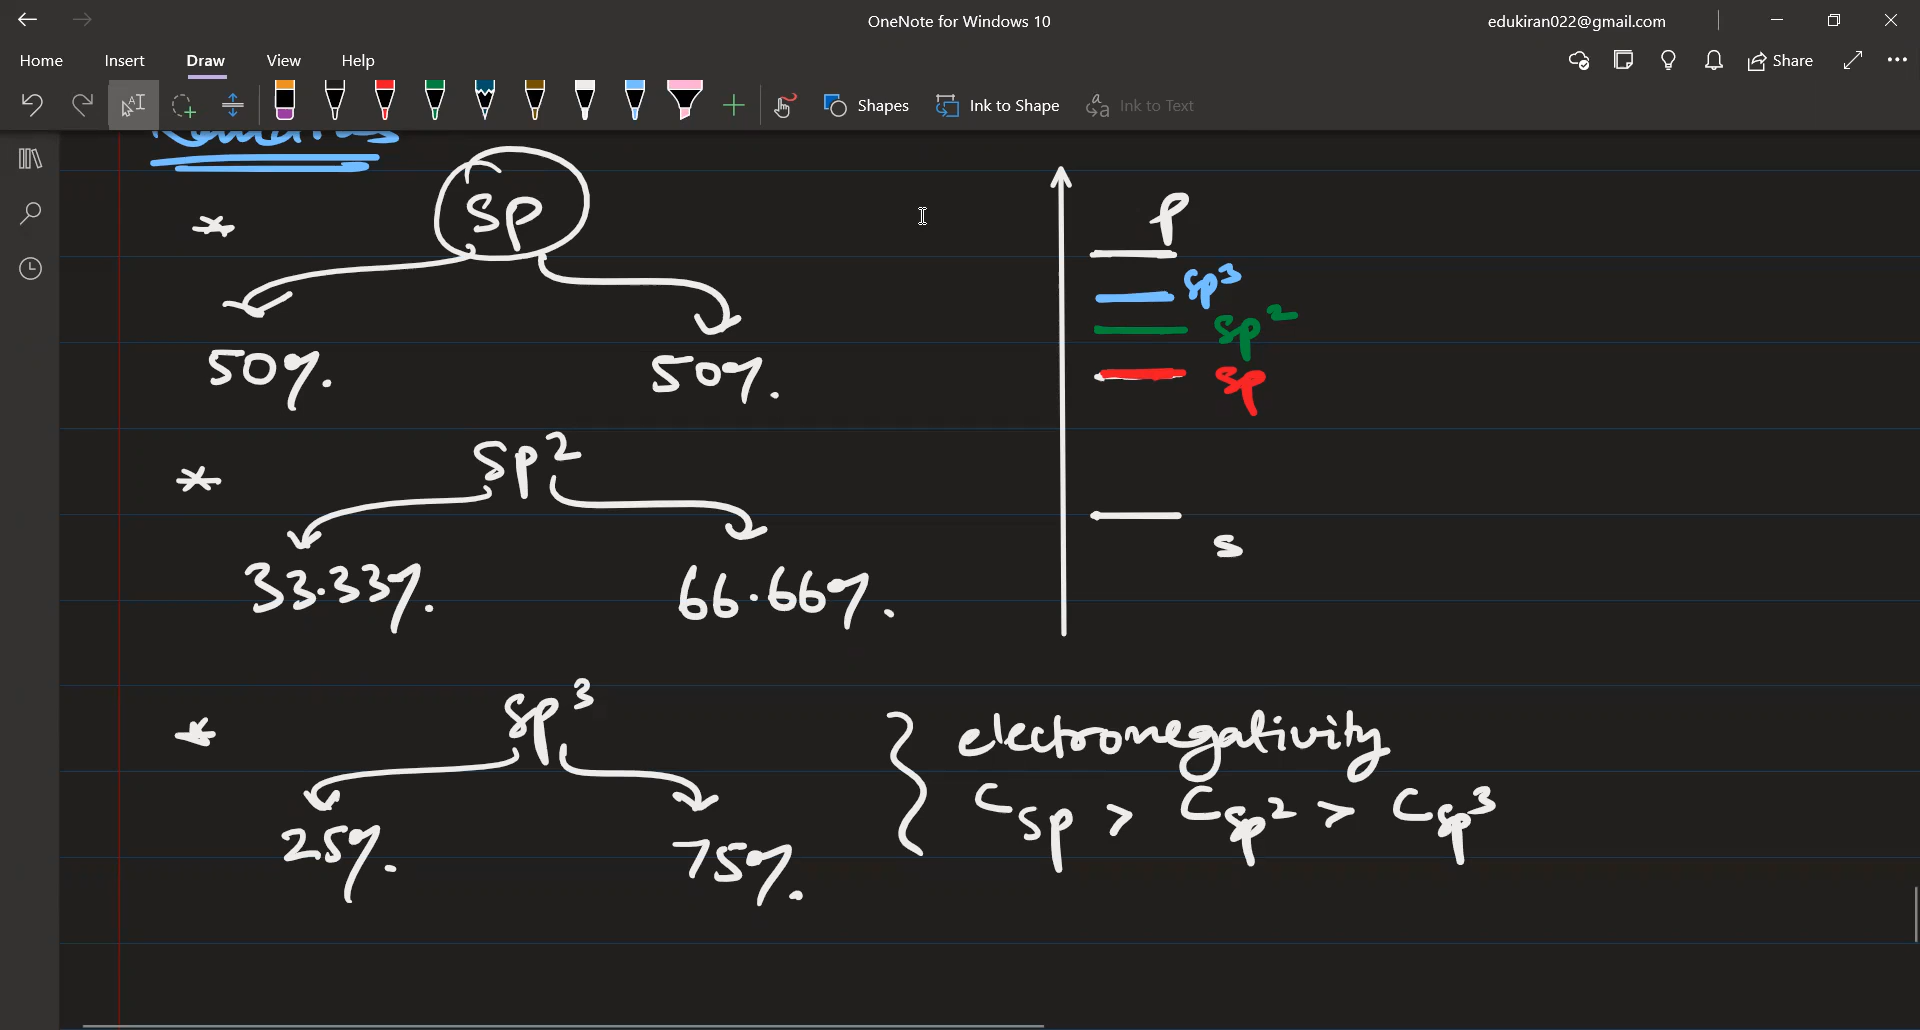 OneNote for Windows 10
edukiran022@gmail.com
Home Insert Draw View Help
Share
Shapes
Ink to Shape
Ink to Text
sp
*
50%.
50%.
*
sp²
33.33%.
66.66%.
*
sp³
25%.
75%.
p
sp³
sp²
sp
s
electronegativity
Csp > Csp² > Csp³